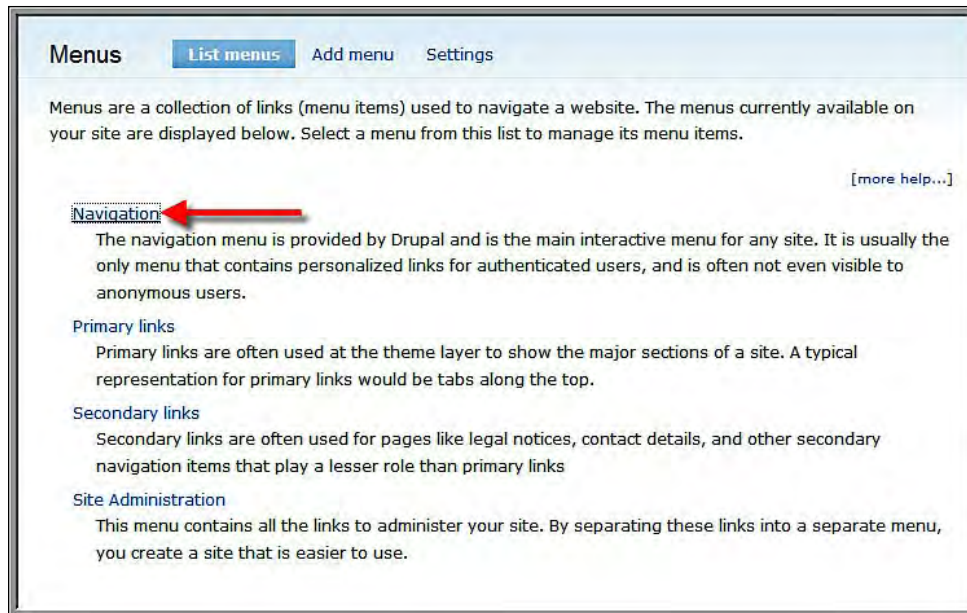 Menus List menus Add menu Settings
Menus are a collection of links (menu items) used to navigate a website. The menus currently available on
your site are displayed below. Select a menu from this list to manage its menu items.
[more help...]
Navigation
The navigation menu is provided by Drupal and is the main interactive menu for any site. It is usually the
only menu that contains personalized links for authenticated users, and is often not even visible to
anonymous users.
Primary links
Primary links are often used at the theme layer to show the major sections of a site. A typical
representation for primary links would be tabs along the top.
Secondary links
Secondary links are often used for pages like legal notices, contact details, and other secondary
navigation items that play a lesser role than primary links
Site Administration
This menu contains all the links to administer your site. By separating these links into a separate menu,
you create a site that is easier to use.